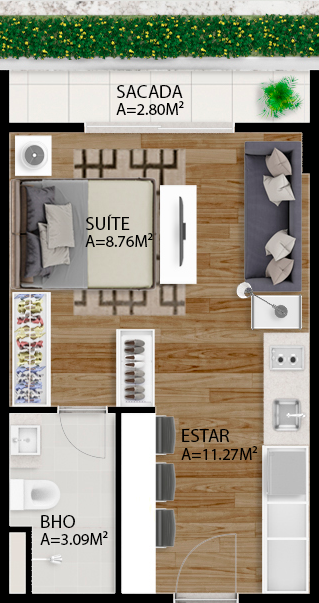 SACADA
A=2.80M²
SUÍTE
A=8.76M²
ESTAR
A=11.27M²
BHO
A=3.09M²